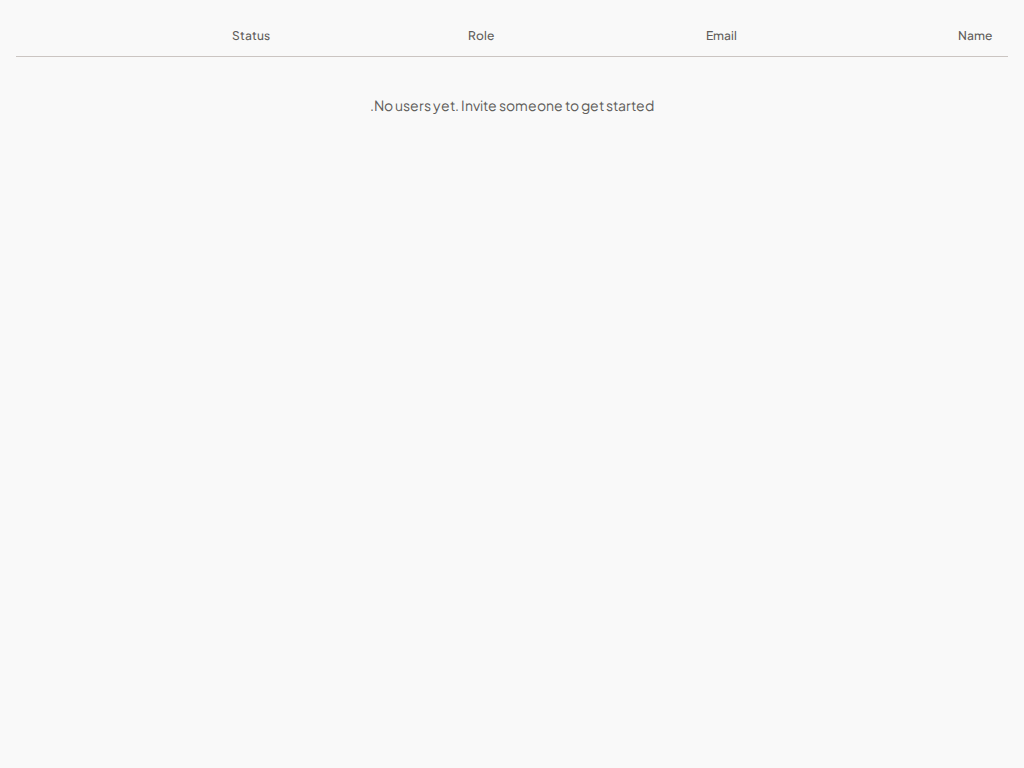 Name
Email
Role
Status
.No users yet. Invite someone to get started